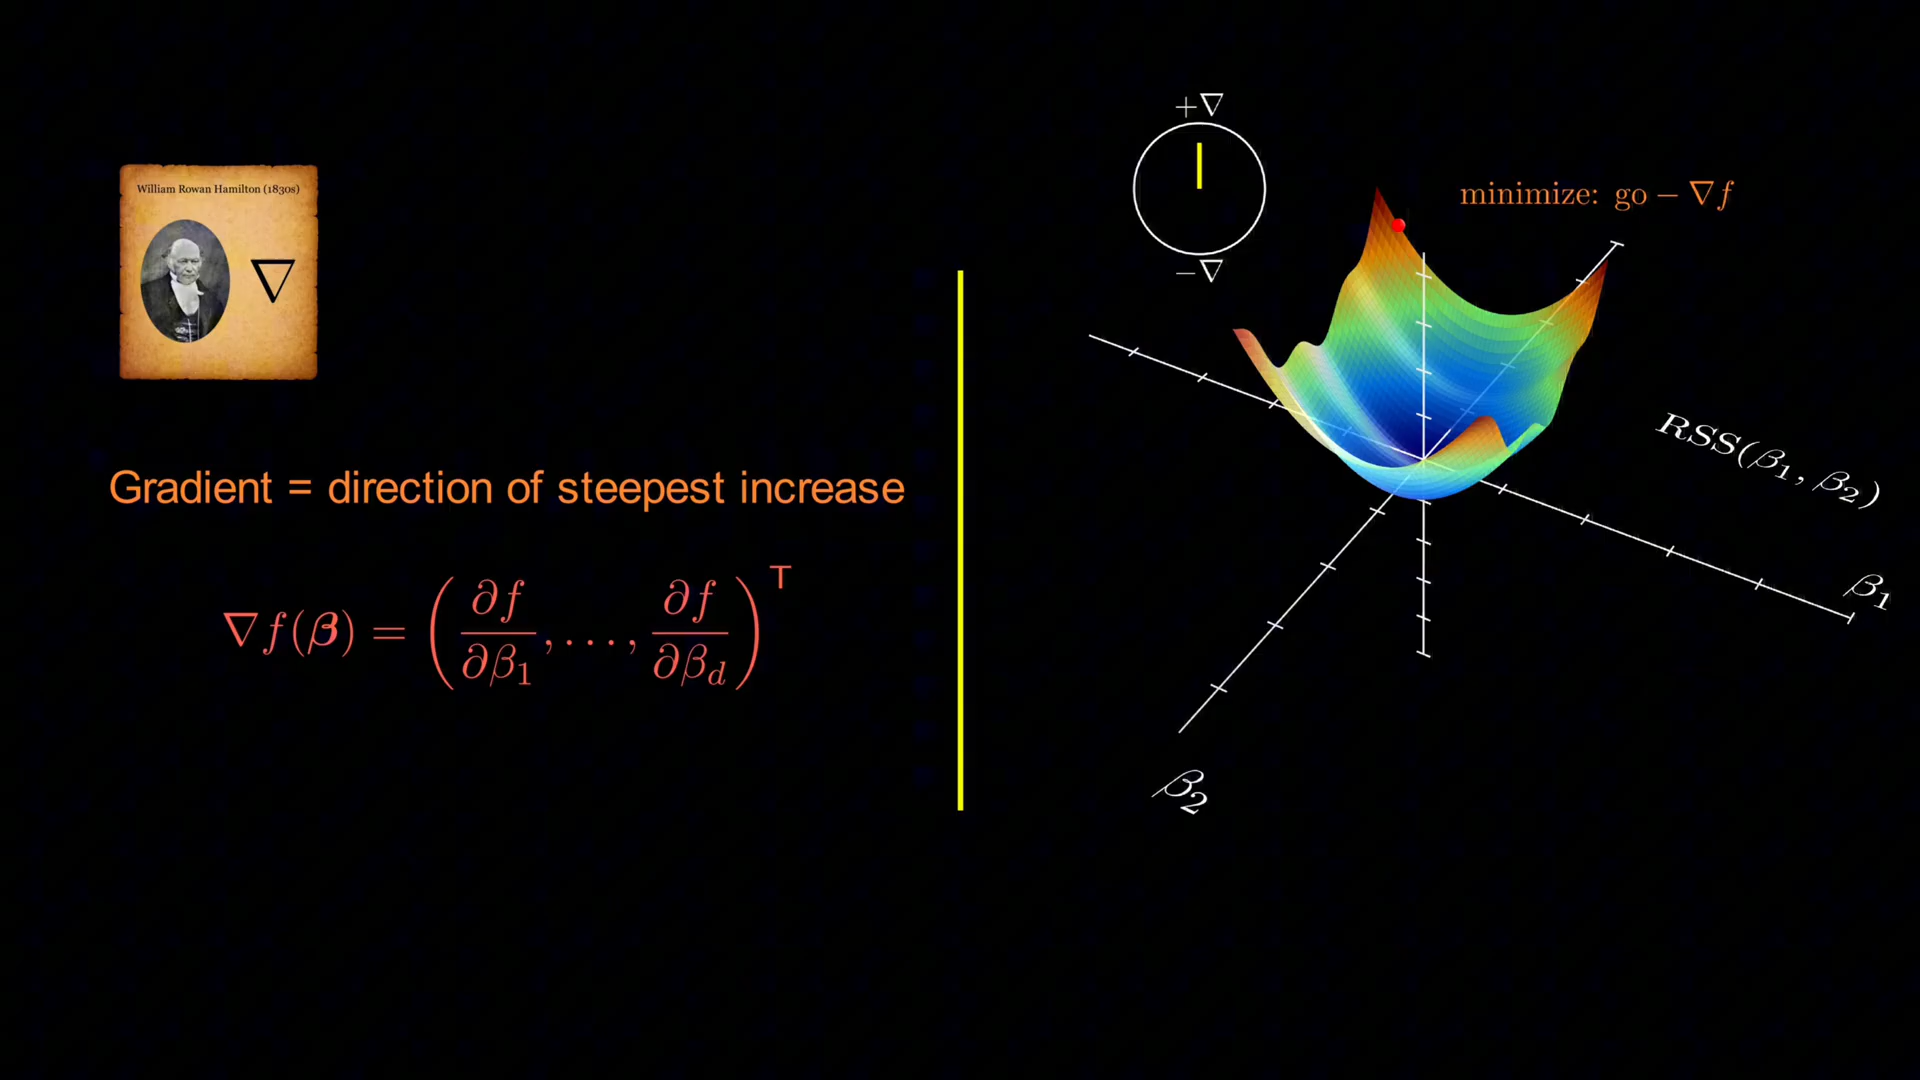 William Rowan Hamilton (1830s)
∇
Gradient = direction of steepest increase
∇f(β) = (∂f/∂β₁, ..., ∂f/∂β_d)ᵀ
+∇
−∇
minimize: go − ∇f
RSS(β₁, β₂)
β₁
β₂